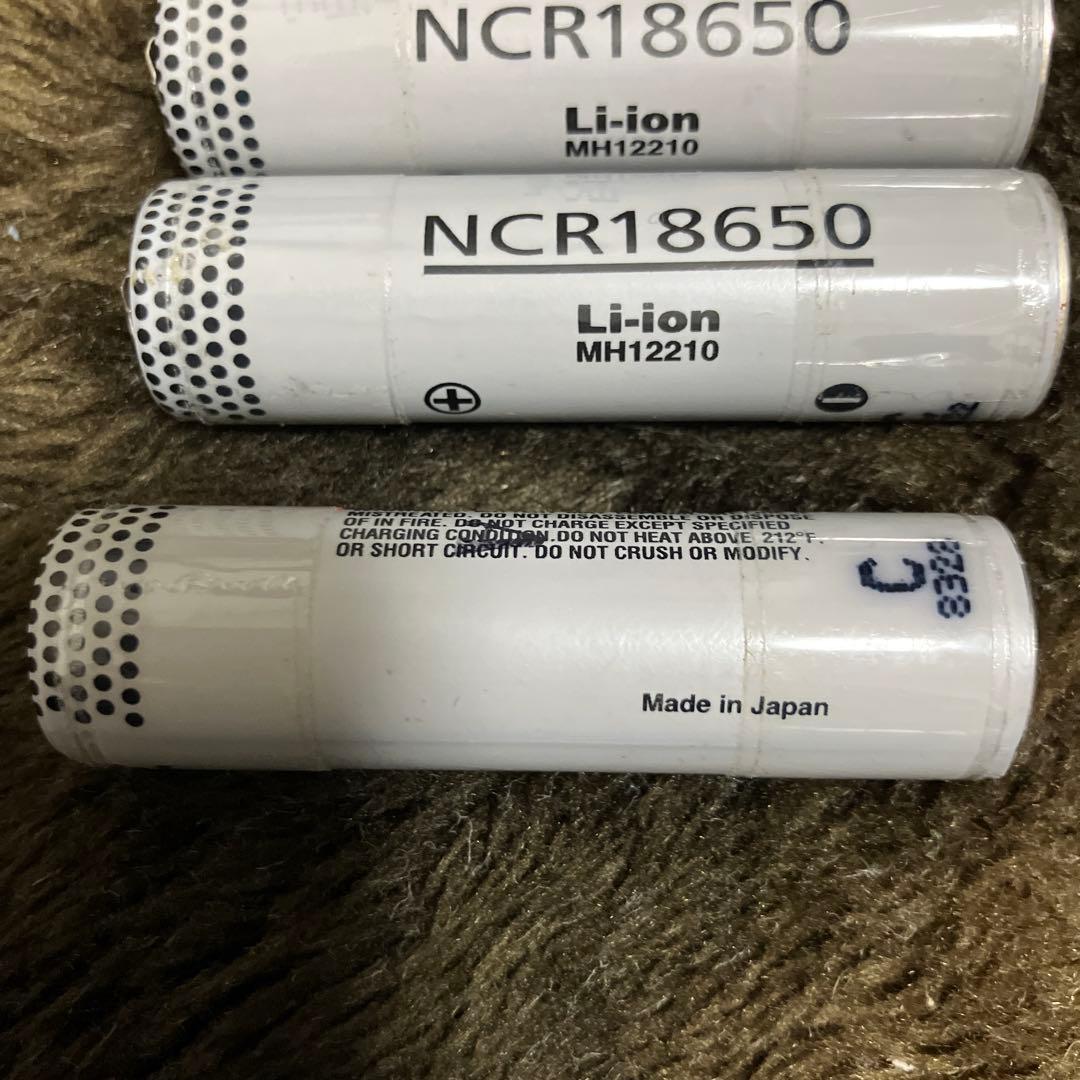 NCR18650
Li-ion
MH12210
NCR18650
Li-ion
MH12210
MISTREATED. DO NOT DISASSEMBLE OR DISPOSE
OF IN FIRE. DO NOT CHARGE EXCEPT SPECIFIED
CHARGING CONDITION.DO NOT HEAT ABOVE 212°F.
OR SHORT CIRCUIT. DO NOT CRUSH OR MODIFY.
C
Made in Japan